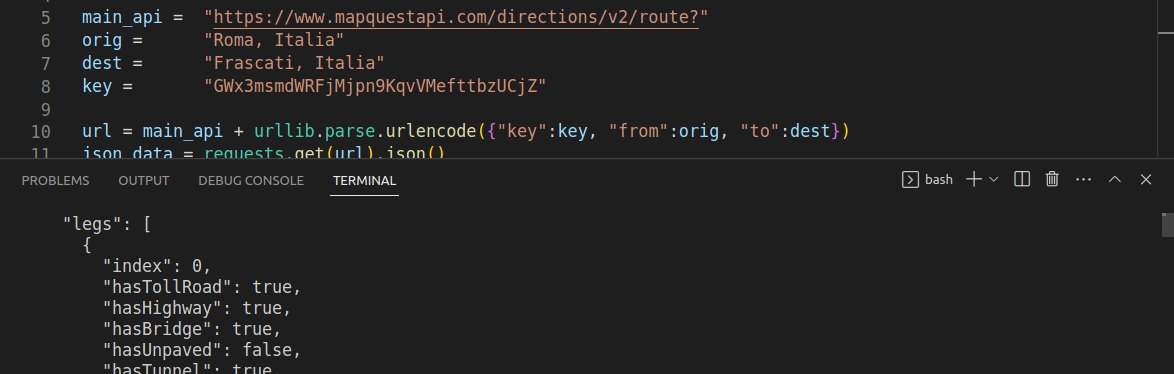 5 main_api = "https://www.mapquestapi.com/directions/v2/route?"
6 orig = "Roma, Italia"
7 dest = "Frascati, Italia"
8 key = "GWx3msmdWRFjMjpn9KqvVMefttbzUCjZ"
9
10 url = main_api + urllib.parse.urlencode({"key":key, "from":orig, "to":dest})
11 json_data = requests.get(url).json()
PROBLEMS OUTPUT DEBUG CONSOLE TERMINAL bash
"legs": [
{
"index": 0,
"hasTollRoad": true,
"hasHighway": true,
"hasBridge": true,
"hasUnpaved": false,
"hasTunnel": true